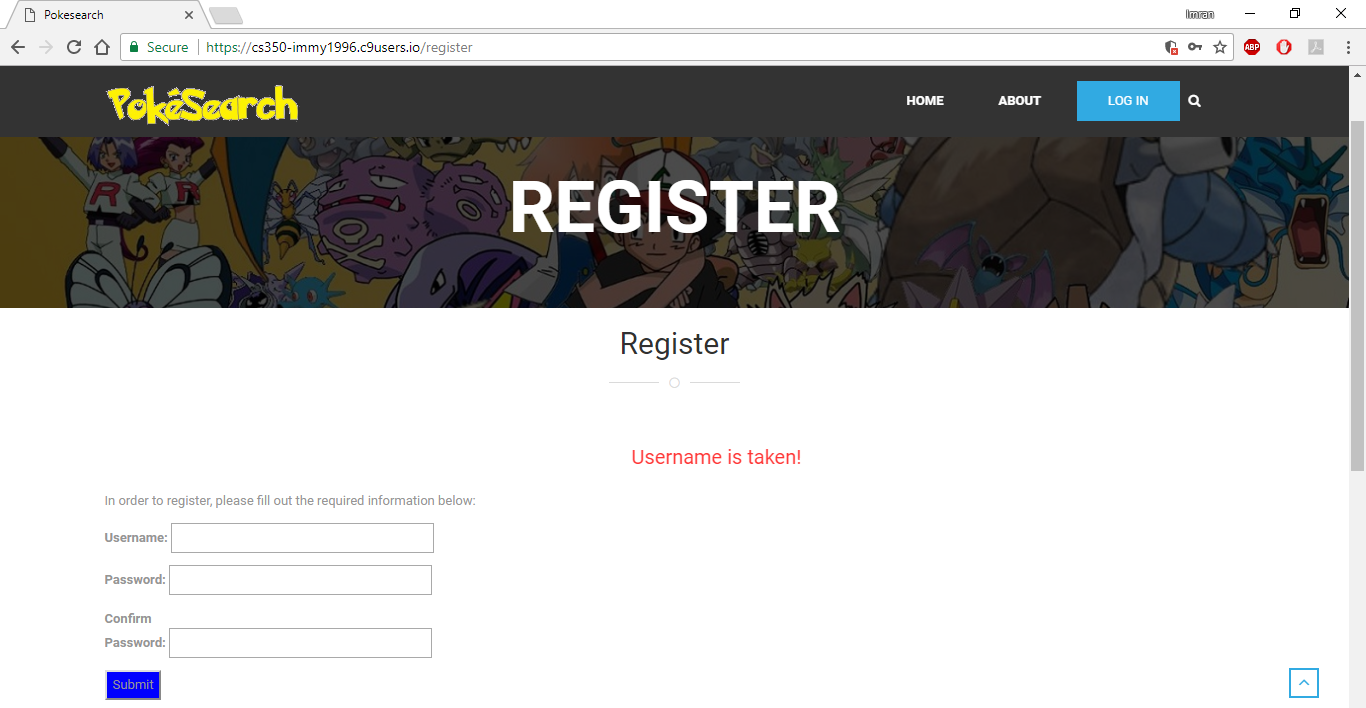 Pokesearch
Imran
Secure https://cs350-immy1996.c9users.io/register
ABP
PokéSearch
HOME ABOUT LOG IN
R R
REGISTER
Register
Username is taken!
In order to register, please fill out the required information below:
Username:
Password:
Confirm
Password:
Submit